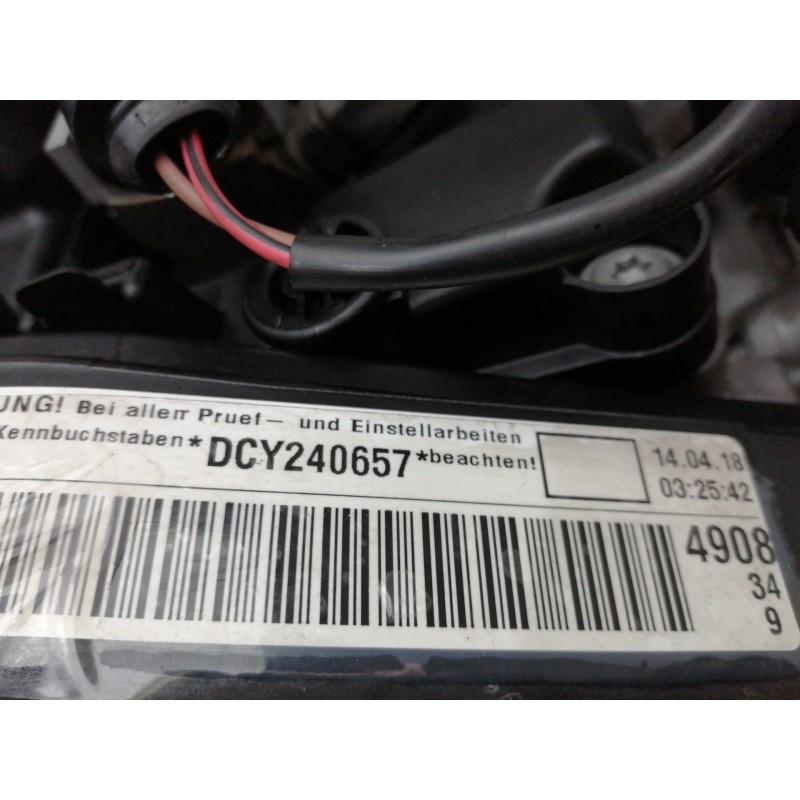 UNG! Bei allen Pruef- und Einstellarbeiten
Kennbuchstaben*DCY240657*beachten!
14.04.18
03:25:42
4908
34
9